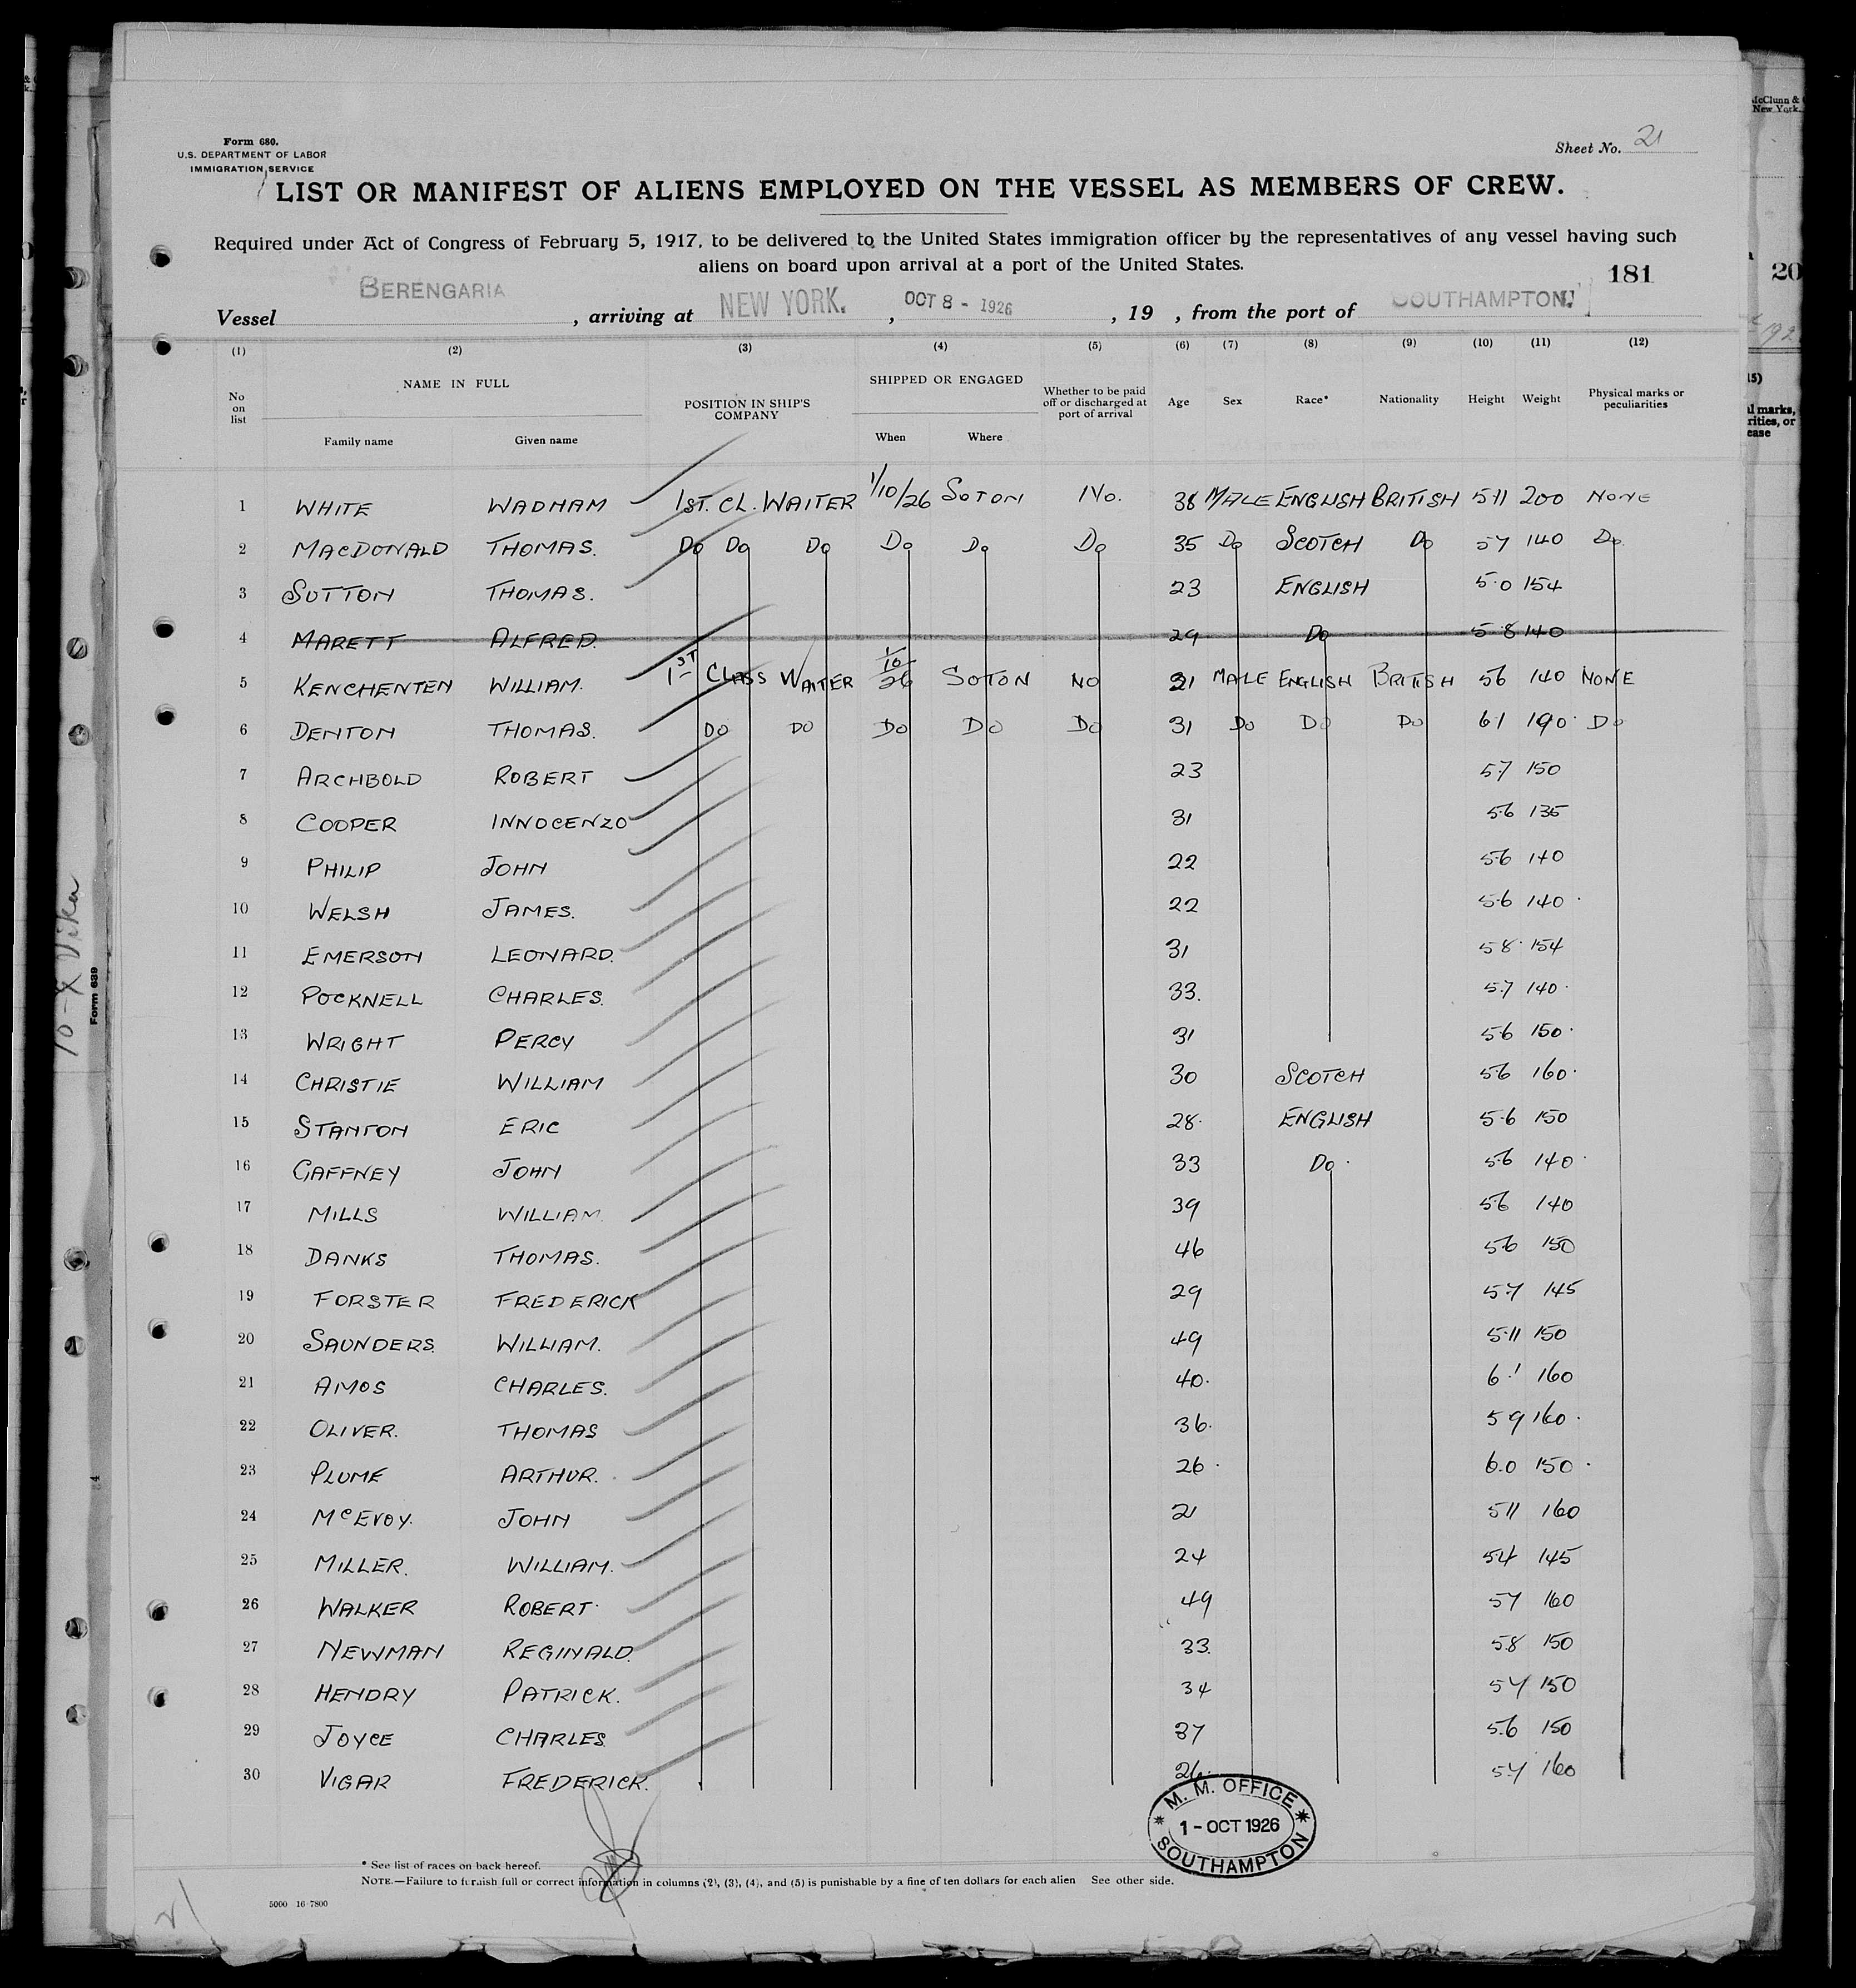 Form 680.
U.S. DEPARTMENT OF LABOR
IMMIGRATION SERVICE
Sheet No. 21
LIST OR MANIFEST OF ALIENS EMPLOYED ON THE VESSEL AS MEMBERS OF CREW.
Required under Act of Congress of February 5, 1917, to be delivered to the United States immigration officer by the representatives of any vessel having such
aliens on board upon arrival at a port of the United States.
181
Vessel BERENGARIA, arriving at NEW YORK., OCT 8 - 1926, 19 , from the port of SOUTHAMPTON.
(1) (2) (3) (4) (5) (6) (7) (8) (9) (10) (11) (12)
No on list NAME IN FULL Family name Given name POSITION IN SHIP'S COMPANY SHIPPED OR ENGAGED When Where Whether to be paid off or discharged at port of arrival Age Sex Race* Nationality Height Weight Physical marks or peculiarities
1 WHITE WADHAM 1ST. CL. WAITER 1/10/26 SOTON No. 38 MALE ENGLISH BRITISH 5 11 200 NONE
2 MACDONALD THOMAS. Do Do Do Do Do Do 35 Do SCOTCH Do 5 7 140 Do.
3 SUTTON THOMAS. 23 ENGLISH 5.0 154
4 MARETT ALFRED. 29 Do 5 8 140
5 KENCHENTEN WILLIAM. 1ST CLASS WAITER 1/10/26 SOTON NO 21 MALE ENGLISH BRITISH 5 6 140 NONE
6 DENTON THOMAS. DO DO DO DO DO 31 DO DO DO 6 1 190 DO
7 ARCHBOLD ROBERT 23 5.7 150
8 COOPER INNOCENZO 31 5.6 135
9 PHILIP JOHN 22 5.6 140
10 WELSH JAMES. 22 5.6 140
11 EMERSON LEONARD. 31 5 8 154
12 POCKNELL CHARLES. 33. 5.7 140
13 WRIGHT PERCY 31 5 6 150
14 CHRISTIE WILLIAM 30 SCOTCH 5 6 160
15 STANTON ERIC 28 ENGLISH 5.6 150
16 GAFFNEY JOHN 33 Do. 5.6 140
17 MILLS WILLIAM. 39 5.6 140
18 DANKS THOMAS. 46 5.6 150
19 FORSTER FREDERICK 29 5.7 145
20 SAUNDERS. WILLIAM. 49 5.11 150
21 AMOS CHARLES. 40. 6.1 160
22 OLIVER. THOMAS 36. 5 9 160
23 PLUME ARTHUR. 26 6.0 150
24 McEVOY. JOHN 21 5 11 160
25 MILLER. WILLIAM. 24 5.4 145
26 WALKER ROBERT 49 5 7 160
27 NEWMAN REGINALD. 33. 5.8 150
28 HENDRY PATRICK. 34 5 7 150
29 JOYCE CHARLES 37 5.6 150
30 VIGAR FREDERICK. 26. 5.7 160
M. M. OFFICE
1 - OCT 1926
SOUTHAMPTON
* See list of races on back hereof.
NOTE.—Failure to furnish full or correct information in columns (2), (3), (4), and (5) is punishable by a fine of ten dollars for each alien See other side.
5000 16-7800
21
Form 689
McClunn &
New York.
20
15)
al marks,
rities, or
ease